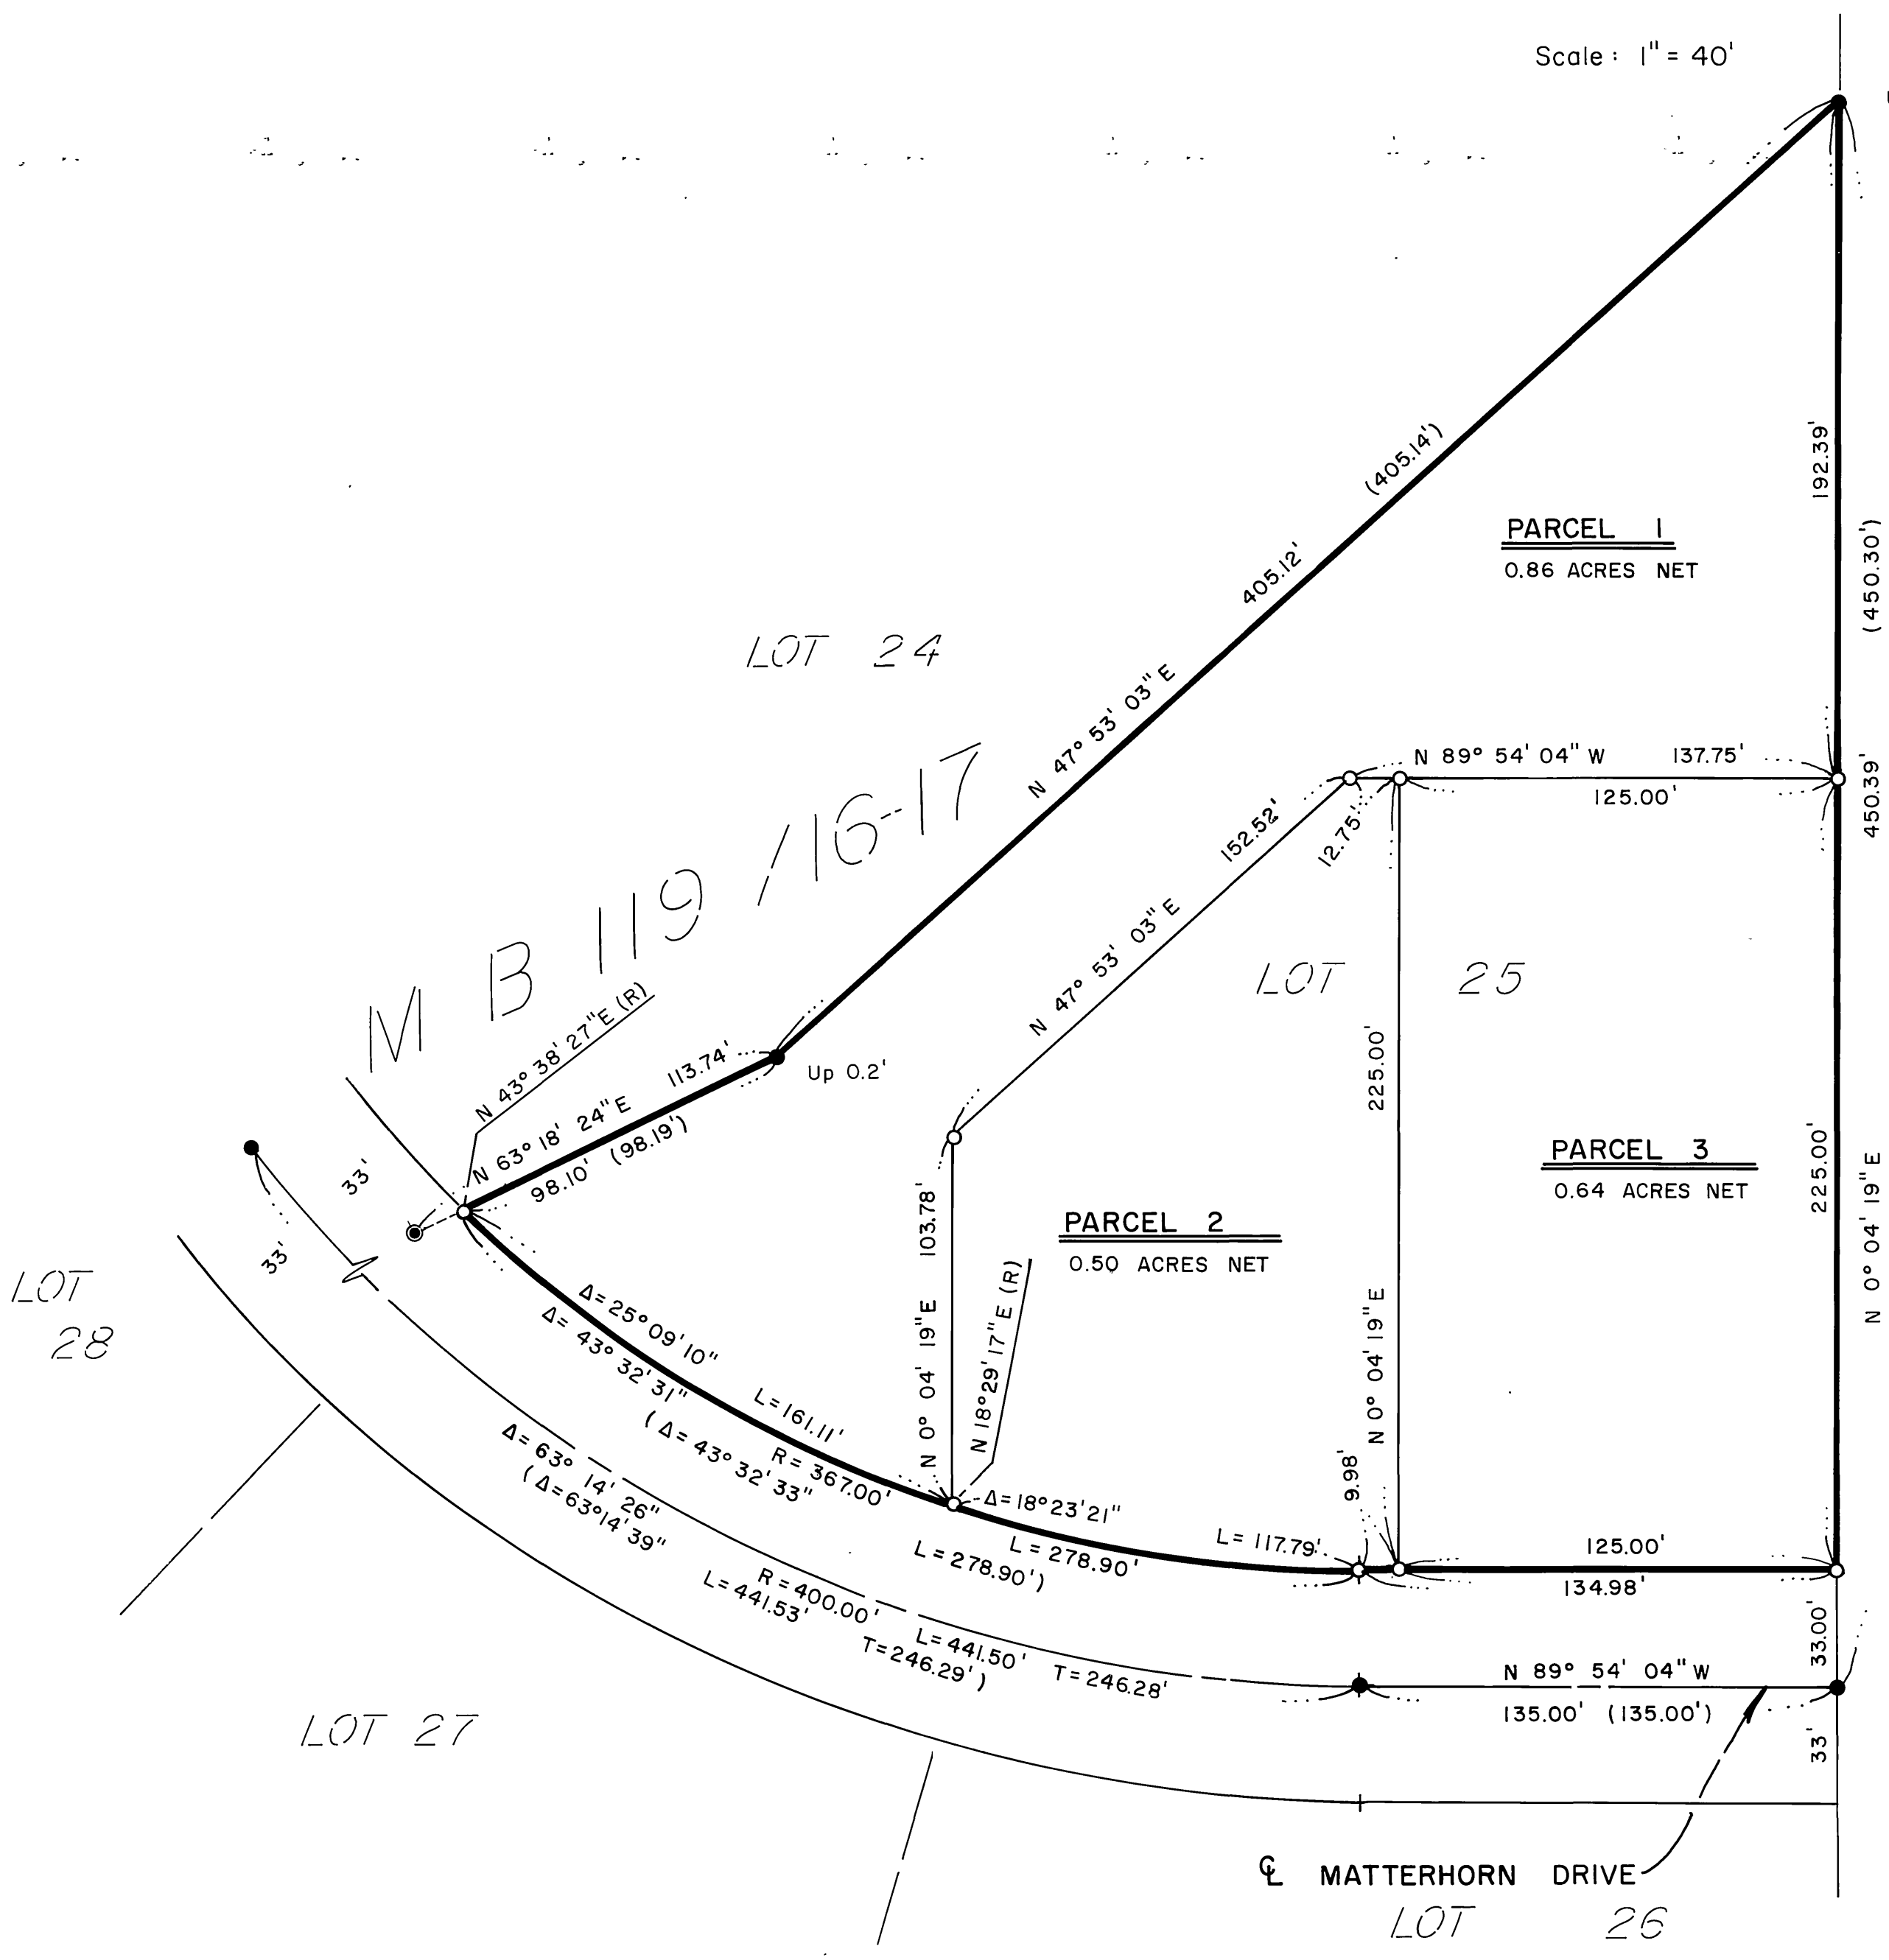 Scale : 1" = 40'
(405.14')
405.12'
N 47° 53' 03" E
192.39'
(450.30')
450.39'
N 0° 04' 19" E
PARCEL 1
0.86 ACRES NET
LOT 24
M B 119 / 16-17
N 89° 54' 04" W 137.75'
125.00'
12.75'
152.52'
N 47° 53' 03" E
LOT 25
N 43° 38' 27" E (R)
113.74'
Up 0.2'
N 63° 18' 24" E
98.10' (98.19')
33'
33'
225.00'
N 0° 04' 19" E
225.00'
PARCEL 3
0.64 ACRES NET
103.78'
N 0° 04' 19" E
PARCEL 2
0.50 ACRES NET
N 18° 29' 17" E (R)
LOT
28
Δ = 25° 09' 10"
L = 161.11'
Δ = 43° 32' 31"
R = 367.00'
(Δ = 43° 32' 33"
Δ = 18° 23' 21"
L = 117.79'
L = 278.90'
L = 278.90')
9.98'
125.00'
134.98'
Δ = 63° 14' 26"
(Δ = 63° 14' 39"
R = 400.00'
L = 441.53'
L = 441.50'
T = 246.28'
T = 246.29')
33.00'
N 89° 54' 04" W
135.00' (135.00')
33'
LOT 27
℄ MATTERHORN DRIVE
LOT 26